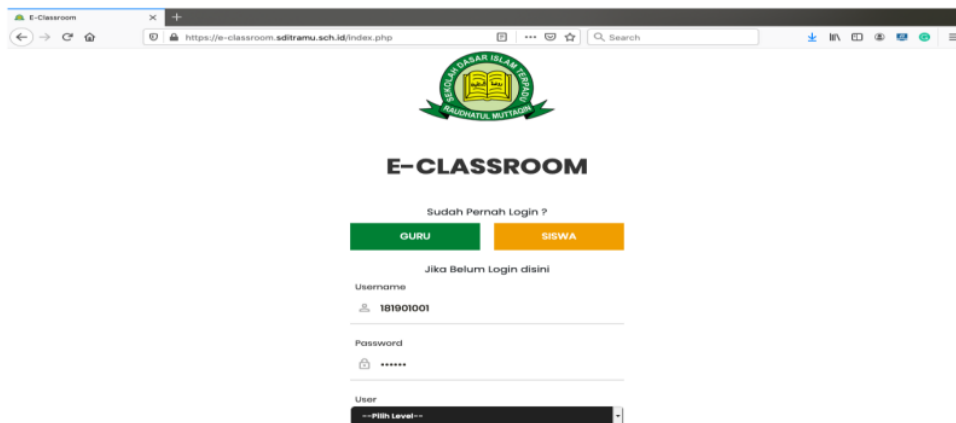 E-Classroom
https://e-classroom.sditramu.sch.id/index.php
Search
SEKOLAH DASAR ISLAM TERPADU
RAUDHATUL MUTTAQIN
E-CLASSROOM
Sudah Pernah Login ?
GURU
SISWA
Jika Belum Login disini
Username
181901001
Password
••••••
User
--Pilih Level--